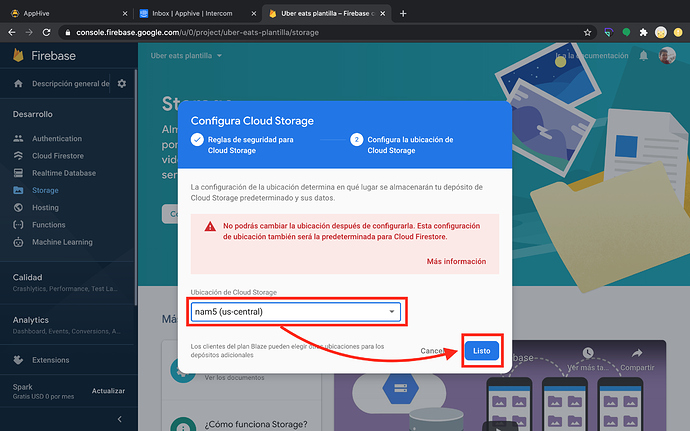 AppHive
Inbox | Apphive | Intercom
Uber eats plantilla – Firebase c
console.firebase.google.com/u/0/project/uber-eats-plantilla/storage
Firebase
Uber eats plantilla
Ir a la documentación
Descripción general de
Desarrollo
Authentication
Cloud Firestore
Realtime Database
Storage
Hosting
Functions
Machine Learning
Calidad
Crashlytics, Performance, Test La...
Analytics
Dashboard, Events, Conversions, A...
Extensions
Spark
Gratis USD 0 por mes
Actualizar
Configura Cloud Storage
Reglas de seguridad para
Cloud Storage
2
Configura la ubicación de
Cloud Storage
La configuración de la ubicación determina en qué lugar se almacenarán tu depósito de
Cloud Storage predeterminado y sus datos.
No podrás cambiar la ubicación después de configurarla. Esta configuración
de ubicación también será la predeterminada para Cloud Firestore.
Más información
Ubicación de Cloud Storage
nam5 (us-central)
Los clientes del plan Blaze pueden elegir otras ubicaciones para los
depósitos adicionales
Listo
Ver los documentos
¿Cómo funciona Storage?
Ver más ta...
Compartir